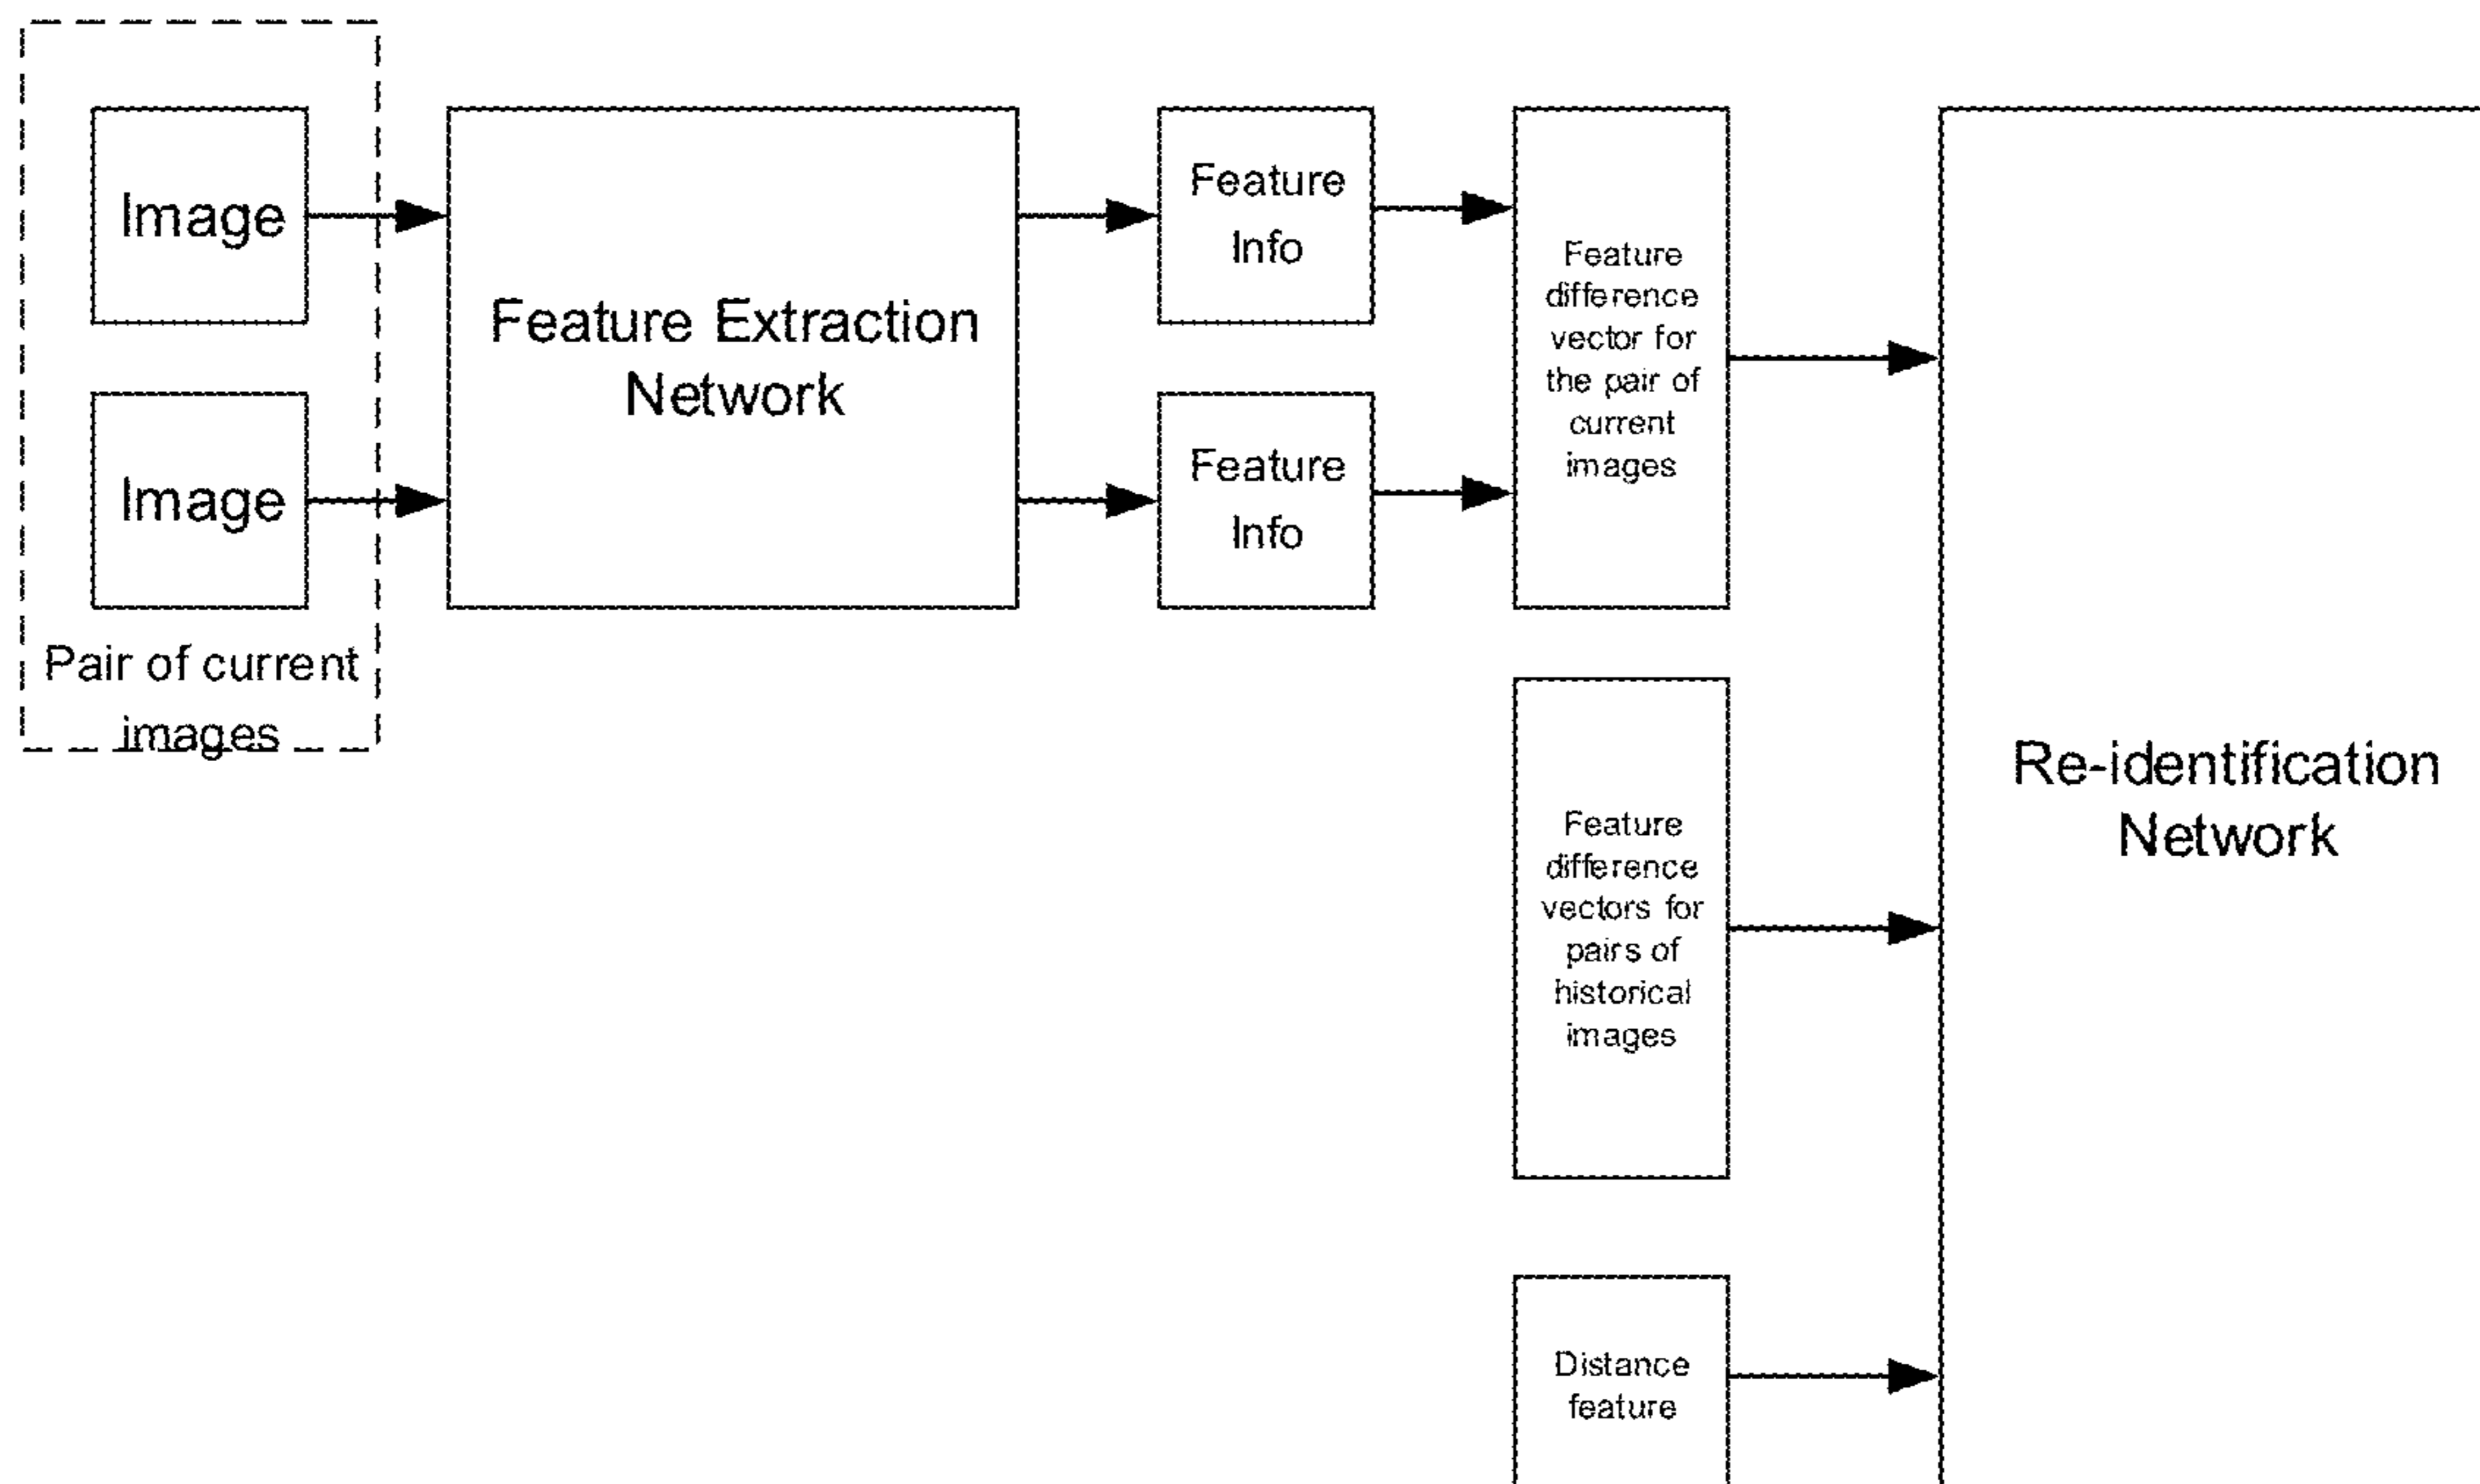 Image
Image
Pair of current
images
Feature Extraction
Network
Feature
Info
Feature
Info
Feature
difference
vector for
the pair of
current
images
Feature
difference
vectors for
pairs of
historical
images
Distance
feature
Re-identification
Network